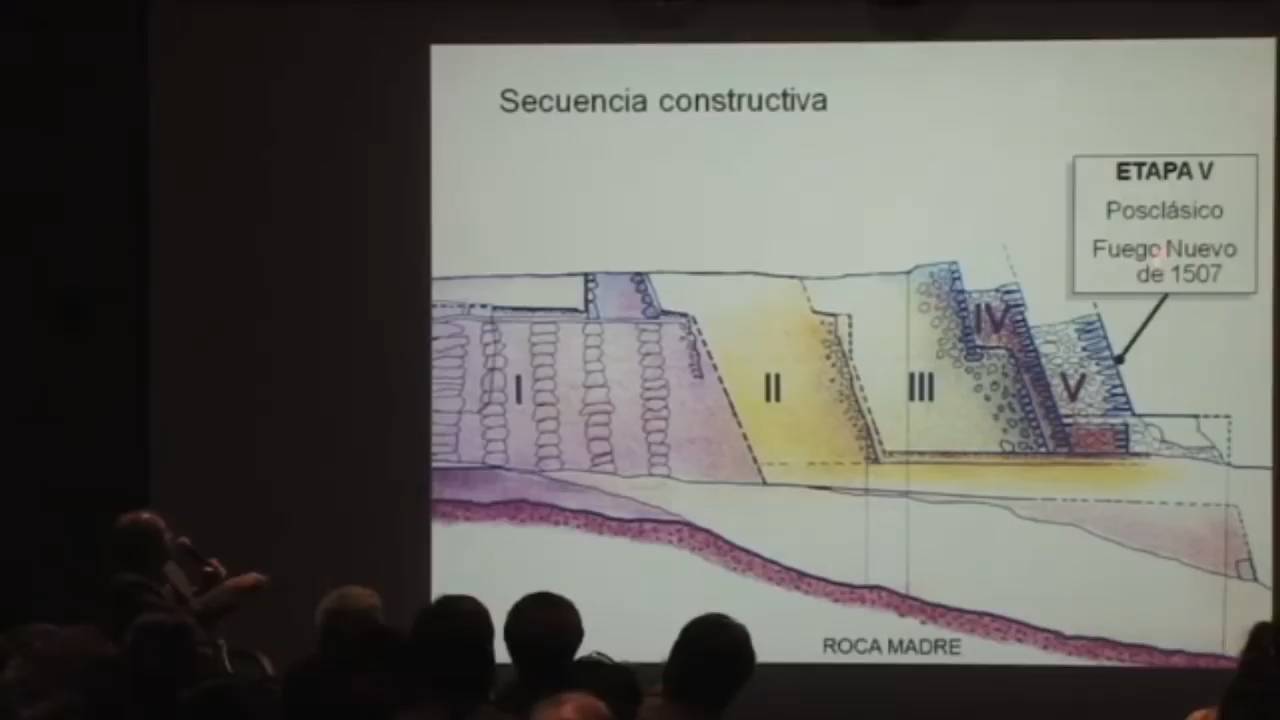 Secuencia constructiva
ETAPA V
Posclásico
Fuego Nuevo
de 1507
I
II
III
IV
V
ROCA MADRE